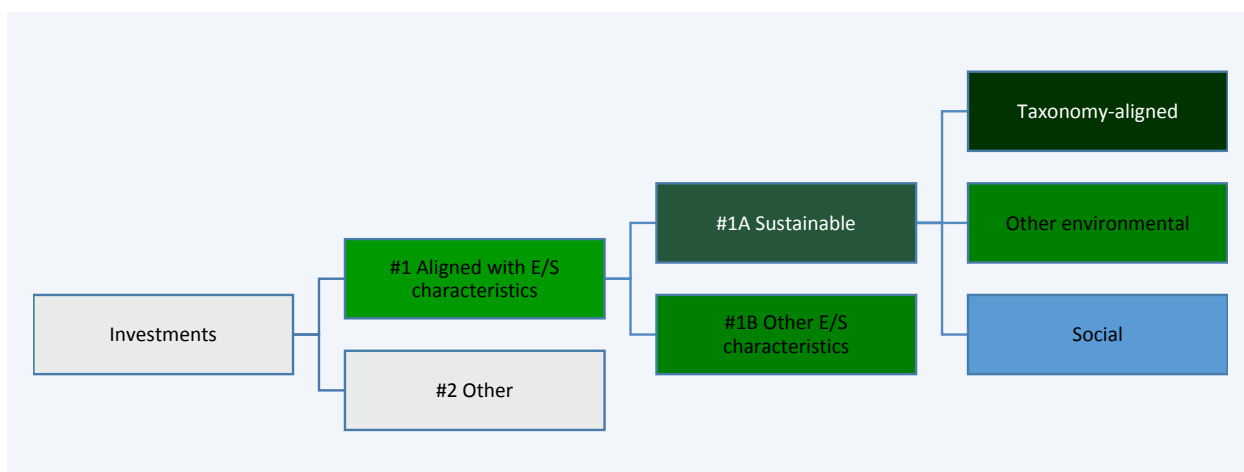 Investments
#1 Aligned with E/S
characteristics
#2 Other
#1A Sustainable
#1B Other E/S
characteristics
Taxonomy-aligned
Other environmental
Social